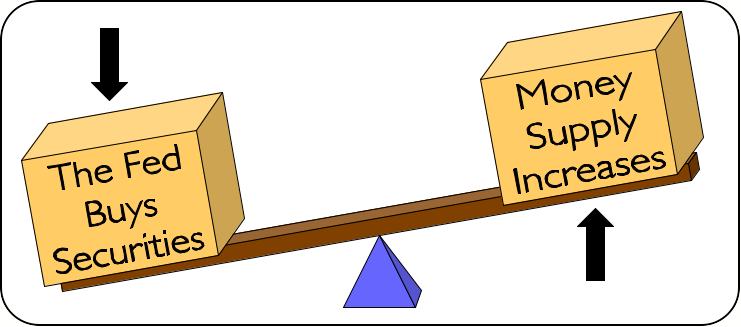 The Fed
Buys
Securities
Money
Supply
Increases